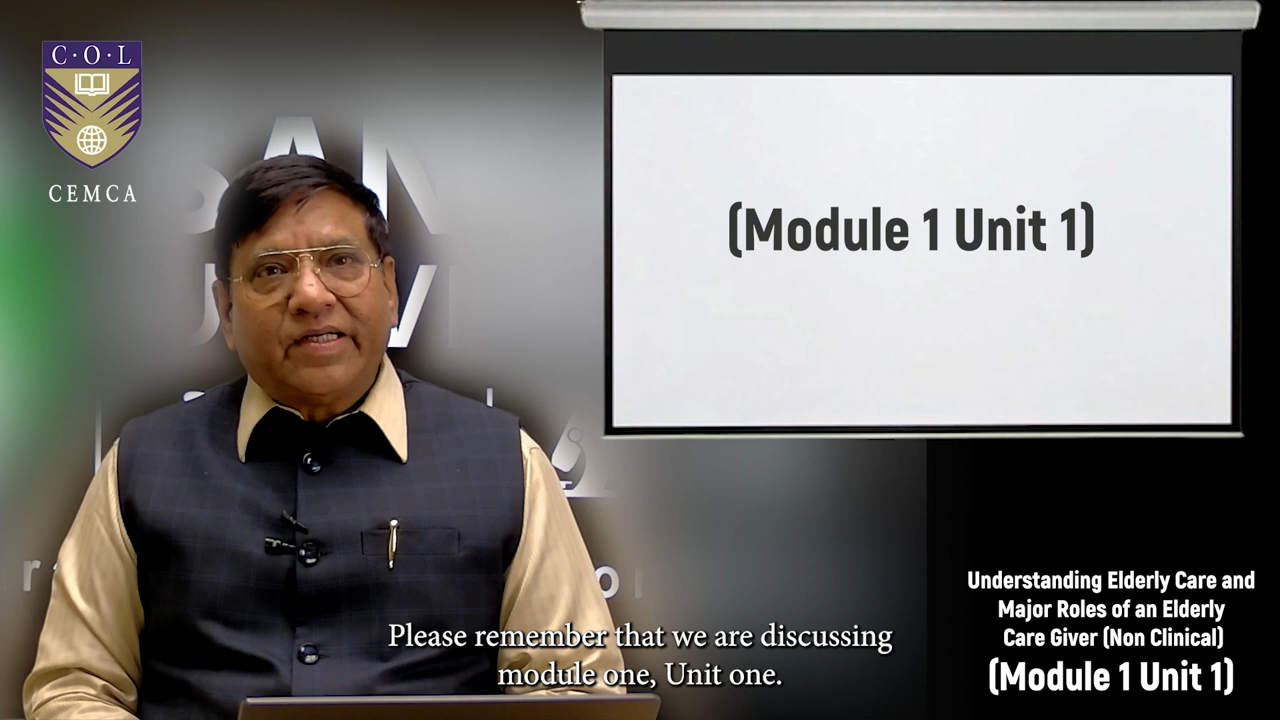 C·O·L
CEMCA
(Module 1 Unit 1)
Please remember that we are discussing
module one, Unit one.
Understanding Elderly Care and
Major Roles of an Elderly
Care Giver (Non Clinical)
(Module 1 Unit 1)